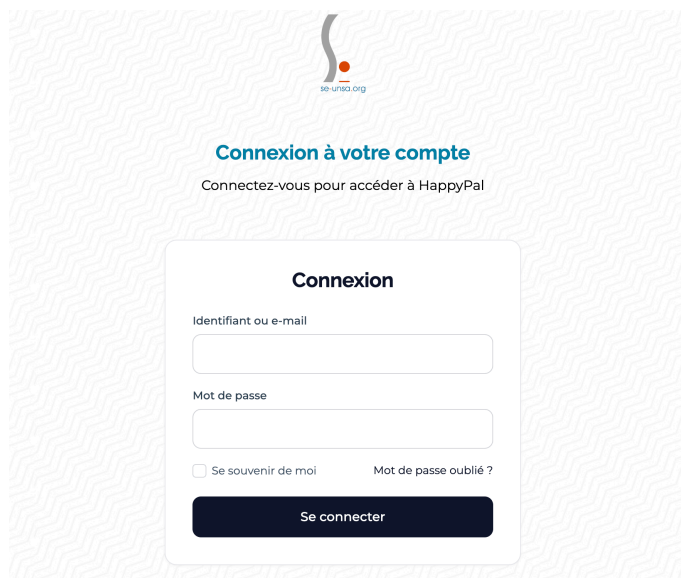 se-unsa.org
Connexion à votre compte
Connectez-vous pour accéder à HappyPal
Connexion
Identifiant ou e-mail
Mot de passe
Se souvenir de moi
Mot de passe oublié ?
Se connecter